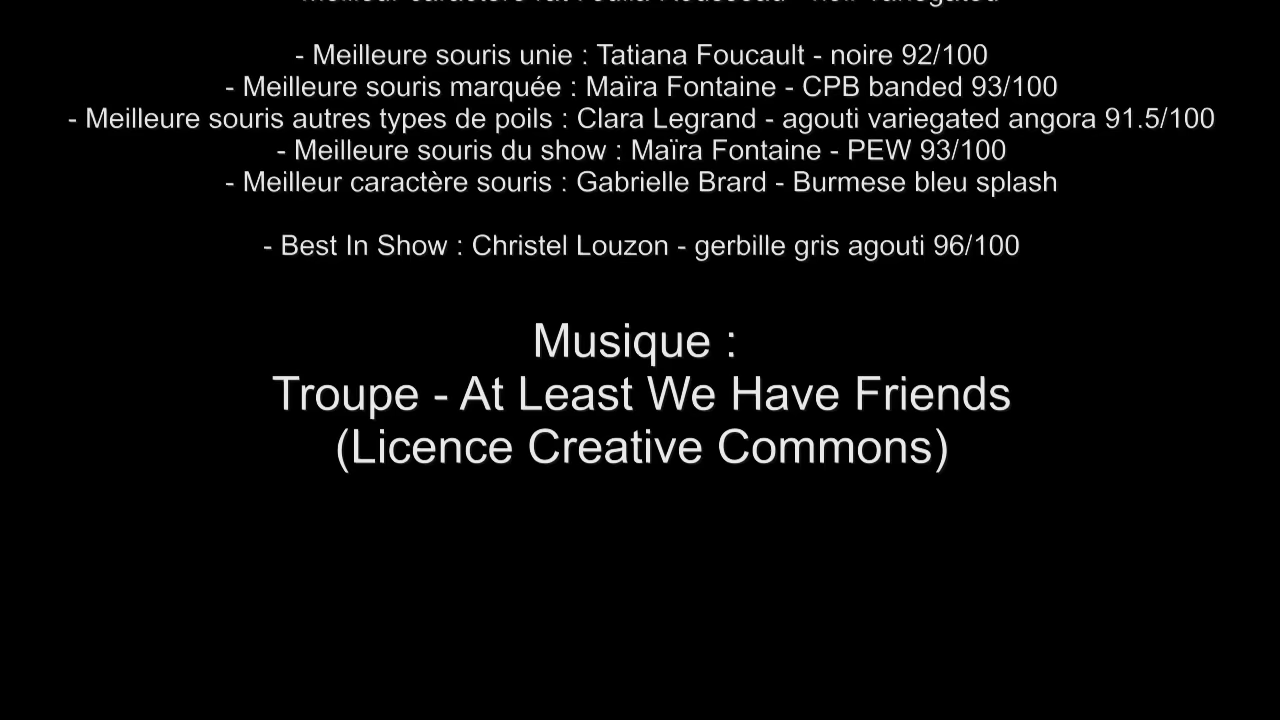 - Meilleure souris unie : Tatiana Foucault - noire 92/100
- Meilleure souris marquée : Maïra Fontaine - CPB banded 93/100
- Meilleure souris autres types de poils : Clara Legrand - agouti variegated angora 91.5/100
- Meilleure souris du show : Maïra Fontaine - PEW 93/100
- Meilleur caractère souris : Gabrielle Brard - Burmese bleu splash
- Best In Show : Christel Louzon - gerbille gris agouti 96/100
Musique :
Troupe - At Least We Have Friends
(Licence Creative Commons)